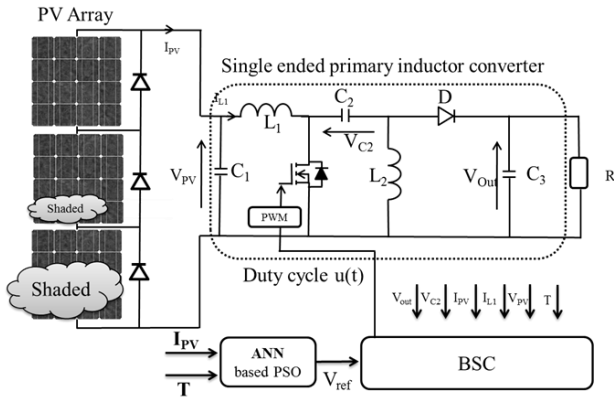 PV Array
I_PV
Single ended primary inductor converter
I_L1
L_1
C_2
D
V_C2
V_PV
C_1
L_2
V_Out
C_3
R
Shaded
PWM
Shaded
Duty cycle u(t)
V_out V_C2 I_PV I_L1 V_PV T
I_PV
ANN
based PSO
V_ref
BSC
T